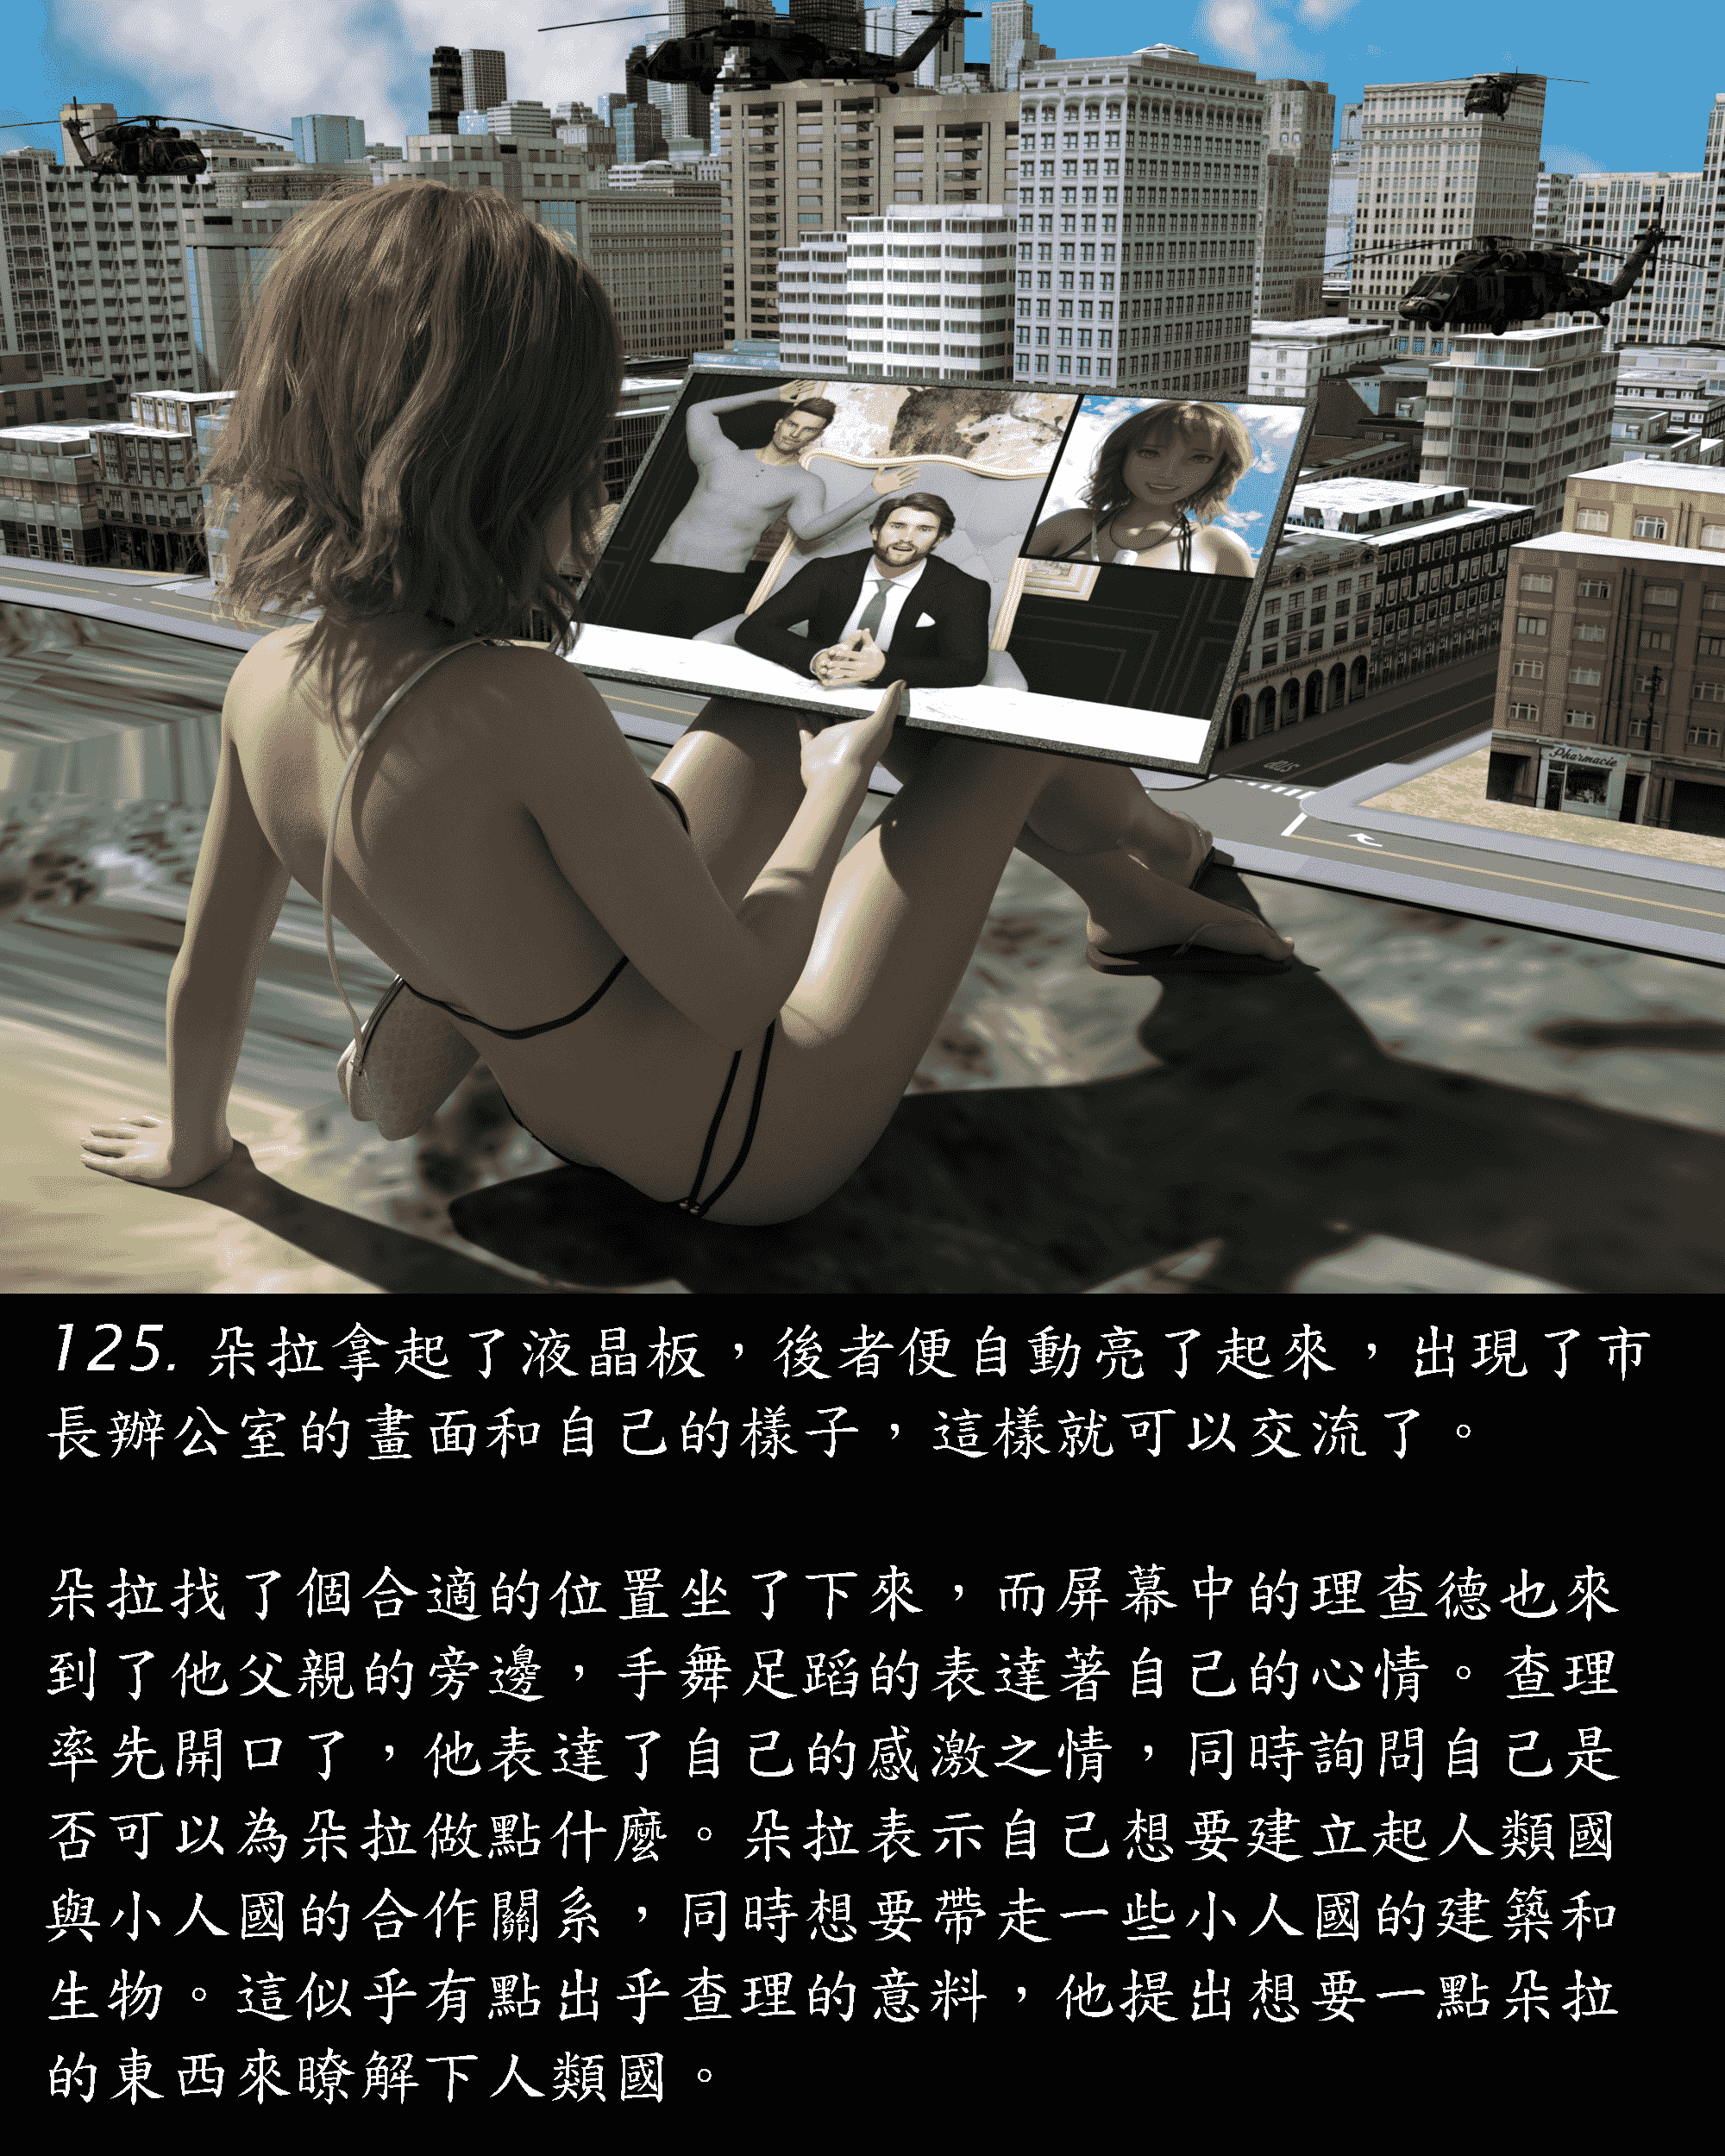 Pharmacie
125. 朵拉拿起了液晶板，後者便自動亮了起來，出現了市
長辦公室的畫面和自己的樣子，這樣就可以交流了。
朵拉找了個合適的位置坐了下來，而屏幕中的理查德也來
到了他父親的旁邊，手舞足蹈的表達著自己的心情。查理
率先開口了，他表達了自己的感激之情，同時詢問自己是
否可以為朵拉做點什麼。朵拉表示自己想要建立起人類國
與小人國的合作關系，同時想要帶走一些小人國的建築和
生物。這似乎有點出乎查理的意料，他提出想要一點朵拉
的東西來瞭解下人類國。